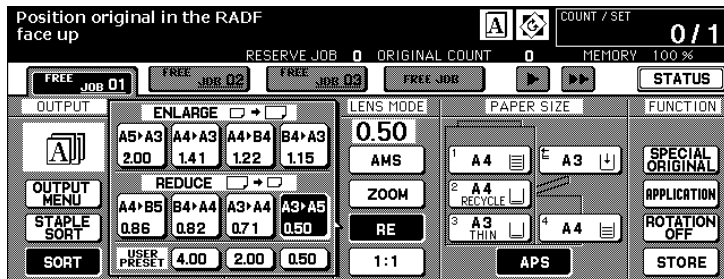 Position original in the RADF
face up
A
COUNT / SET
0/1
RESERVE JOB 0 ORIGINAL COUNT 0 MEMORY 100 %
FREE JOB 01
FREE JOB 02
FREE JOB 03
FREE JOB
STATUS
OUTPUT
A
OUTPUT
MENU
STAPLE
SORT
SORT
ENLARGE
A5▸A3 A4▸A3 A4▸B4 B4▸A3
2.00 1.41 1.22 1.15
REDUCE
A4▸B5 B4▸A4 A3▸A4 A3▸A5
0.86 0.82 0.71 0.50
USER
PRESET
4.00 2.00 0.50
LENS MODE
0.50
AMS
ZOOM
RE
1:1
PAPER SIZE
1 A4
A3
2 A4
RECYCLE
3 A3
THIN
4 A4
APS
FUNCTION
SPECIAL
ORIGINAL
APPLICATION
ROTATION
OFF
STORE